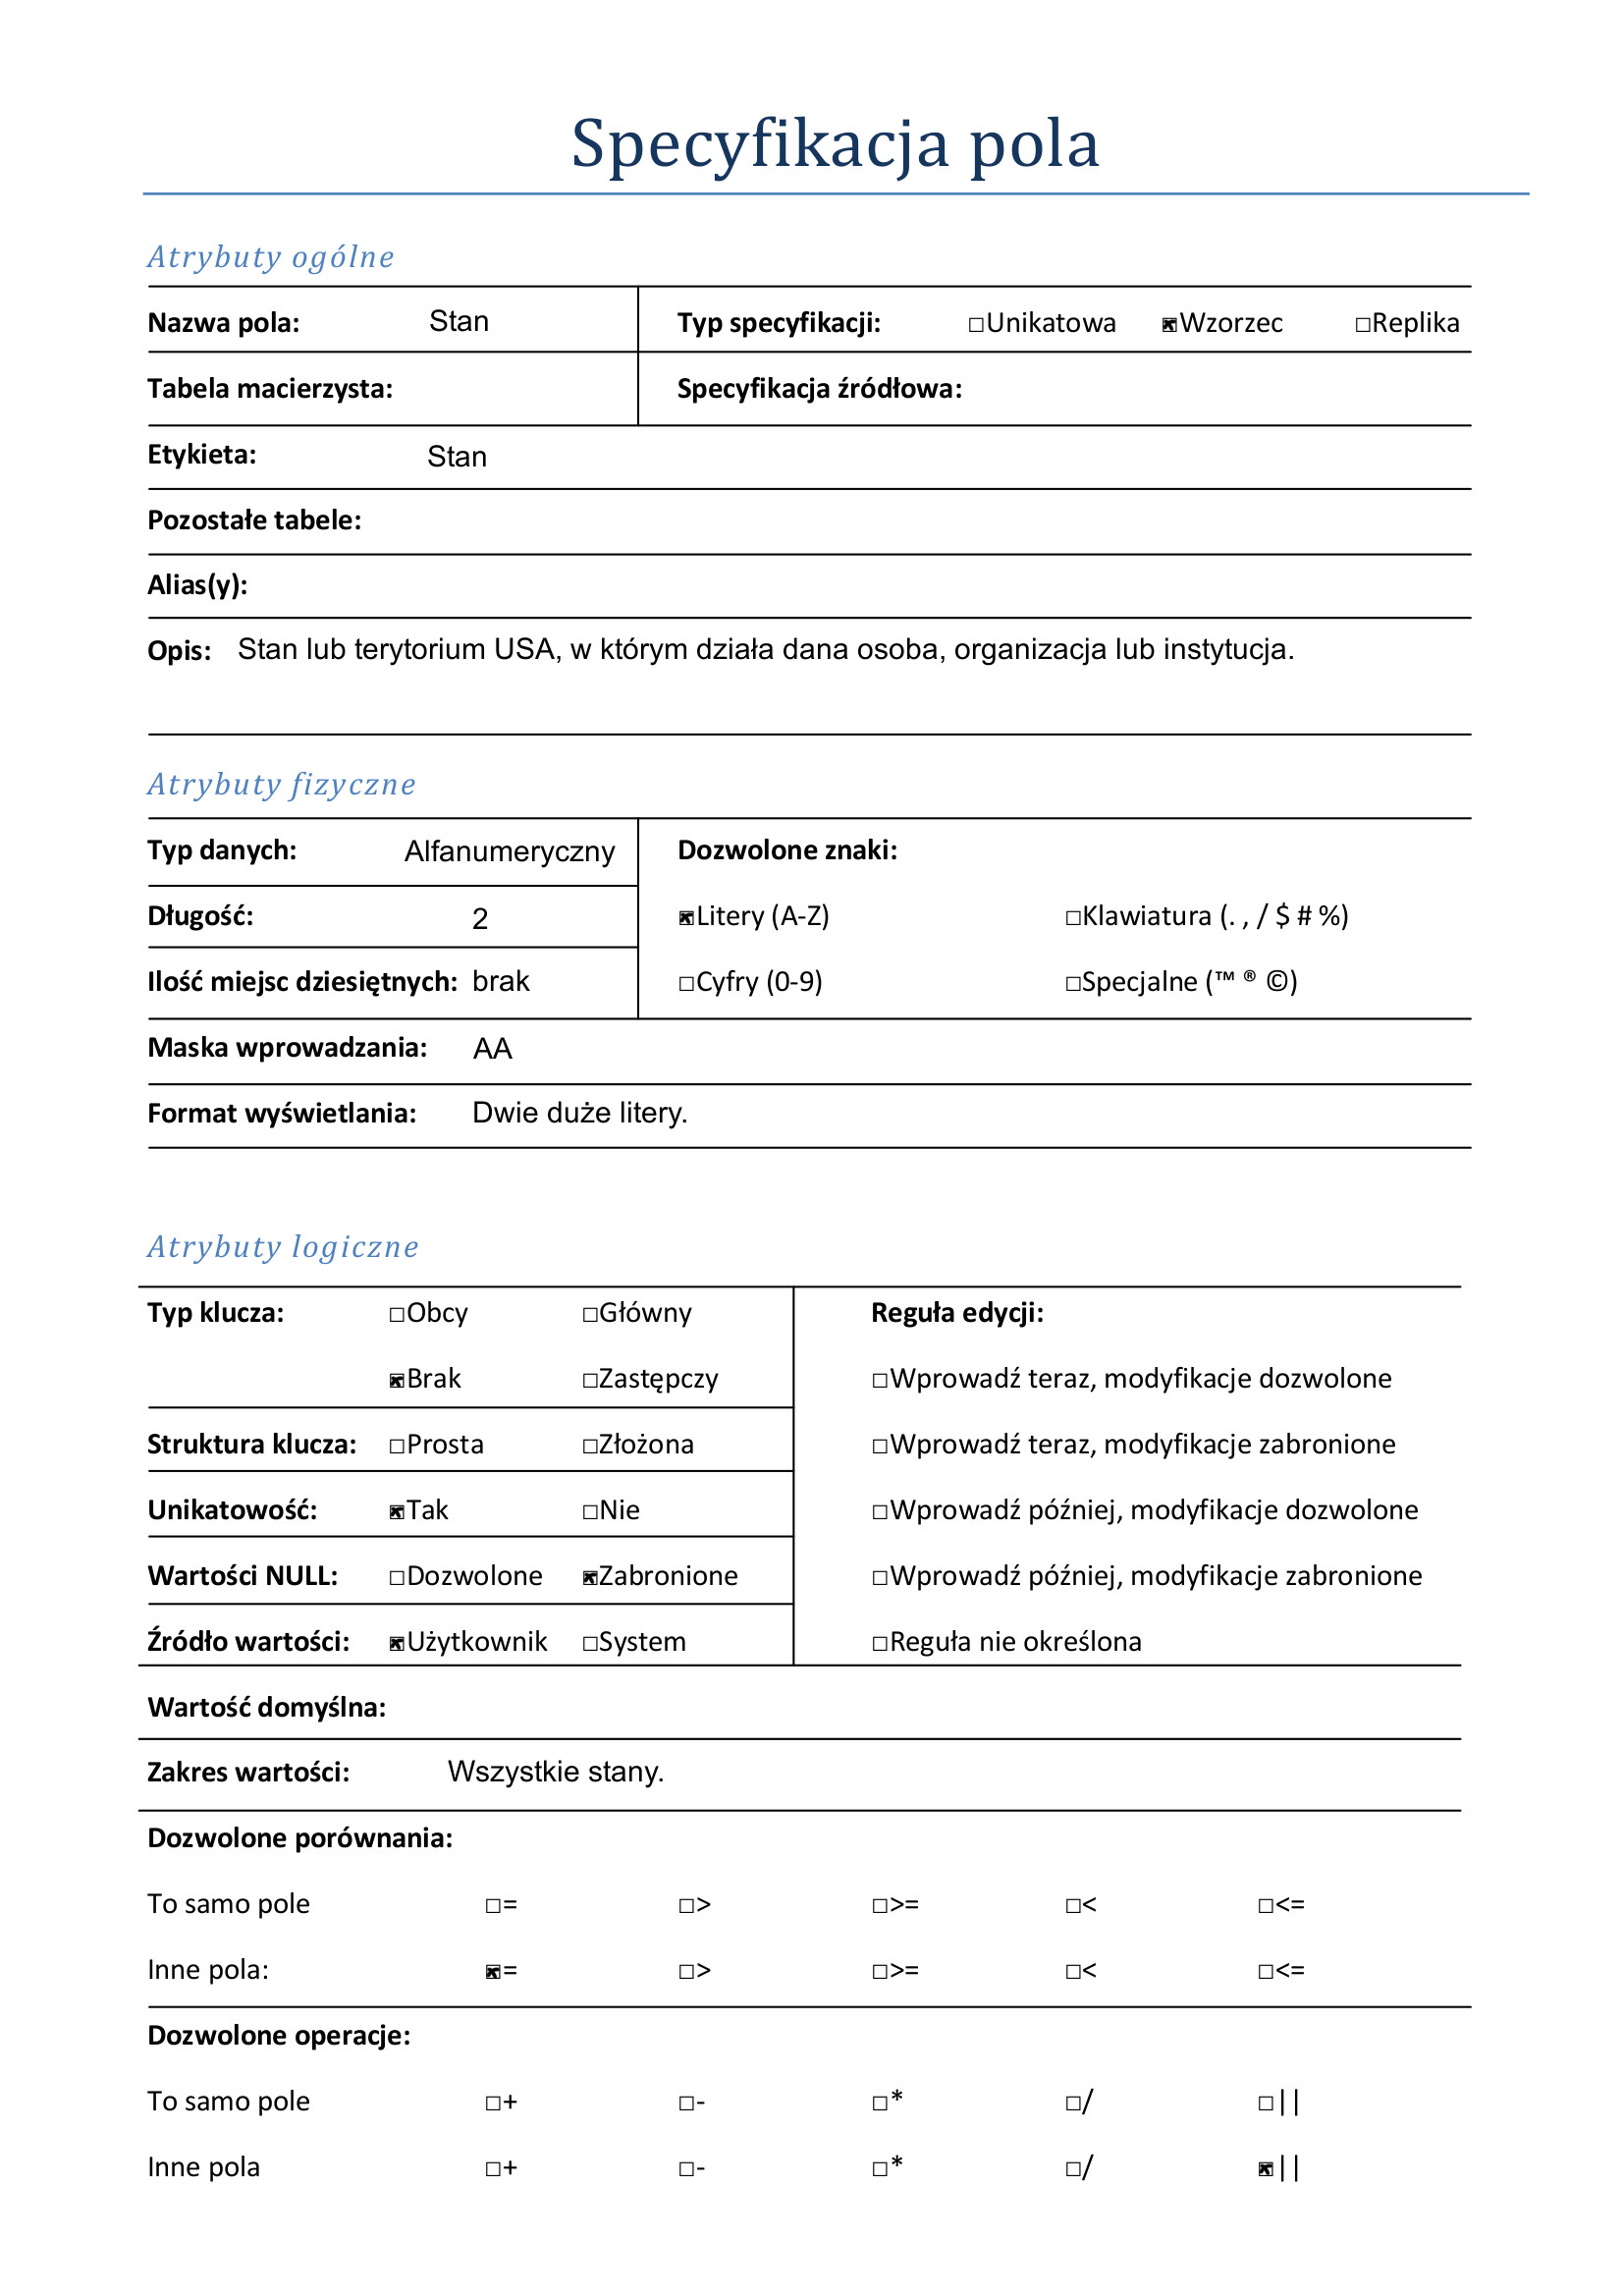 Specyfikacja pola
Atrybuty ogólne
Nazwa pola: Stan Typ specyfikacji: ☐Unikatowa ☒Wzorzec ☐Replika
Tabela macierzysta: Specyfikacja źródłowa:
Etykieta: Stan
Pozostałe tabele:
Alias(y):
Opis: Stan lub terytorium USA, w którym działa dana osoba, organizacja lub instytucja.
Atrybuty fizyczne
Typ danych: Alfanumeryczny Dozwolone znaki:
Długość: 2 ☒Litery (A-Z) ☐Klawiatura (. , / $ # %)
Ilość miejsc dziesiętnych: brak ☐Cyfry (0-9) ☐Specjalne (™ ® ©)
Maska wprowadzania: AA
Format wyświetlania: Dwie duże litery.
Atrybuty logiczne
Typ klucza: ☐Obcy ☐Główny Reguła edycji:
☒Brak ☐Zastępczy ☐Wprowadź teraz, modyfikacje dozwolone
Struktura klucza: ☐Prosta ☐Złożona ☐Wprowadź teraz, modyfikacje zabronione
Unikatowość: ☒Tak ☐Nie ☐Wprowadź później, modyfikacje dozwolone
Wartości NULL: ☐Dozwolone ☒Zabronione ☐Wprowadź później, modyfikacje zabronione
Źródło wartości: ☒Użytkownik ☐System ☐Reguła nie określona
Wartość domyślna:
Zakres wartości: Wszystkie stany.
Dozwolone porównania:
To samo pole ☐= ☐> ☐>= ☐< ☐<=
Inne pola: ☒= ☐> ☐>= ☐< ☐<=
Dozwolone operacje:
To samo pole ☐+ ☐- ☐* ☐/ ☐||
Inne pola ☐+ ☐- ☐* ☐/ ☒||